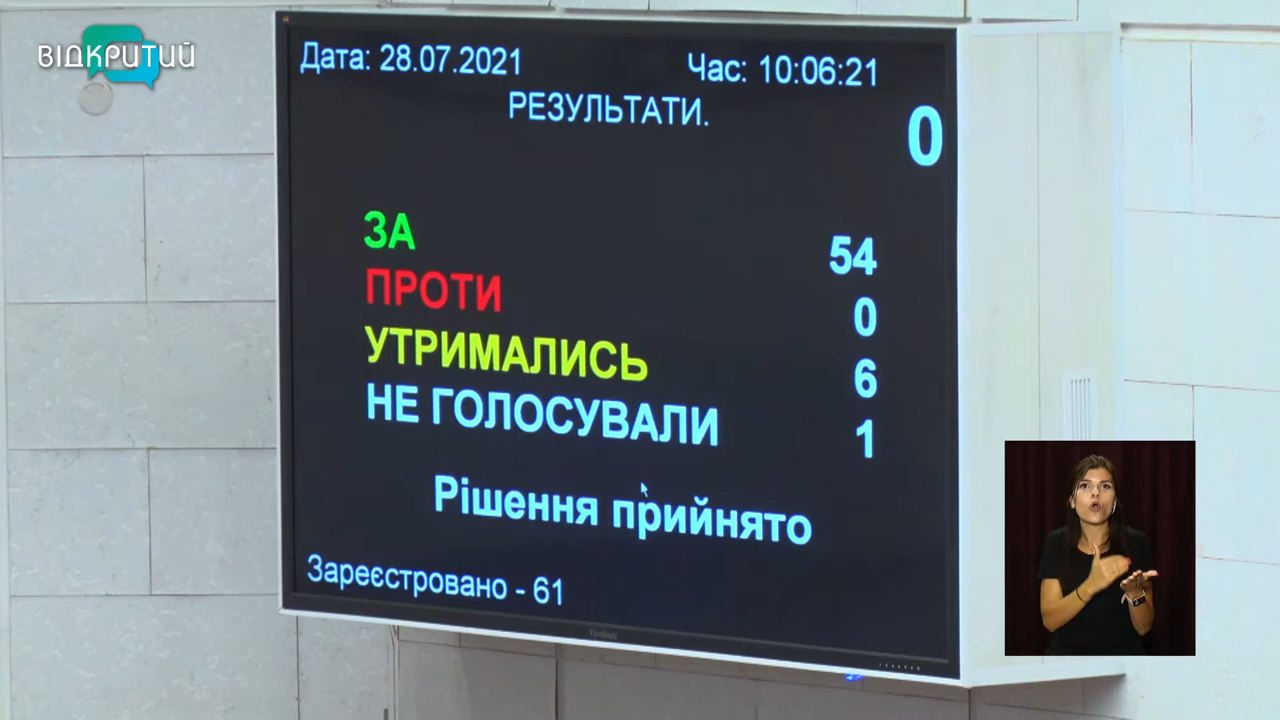 ВІДКРИТИЙ
Дата: 28.07.2021 Час: 10:06:21
РЕЗУЛЬТАТИ.
0
ЗА 54
ПРОТИ 0
УТРИМАЛИСЬ 6
НЕ ГОЛОСУВАЛИ 1
Рішення прийнято
Зареєстровано - 61
ViewSonic